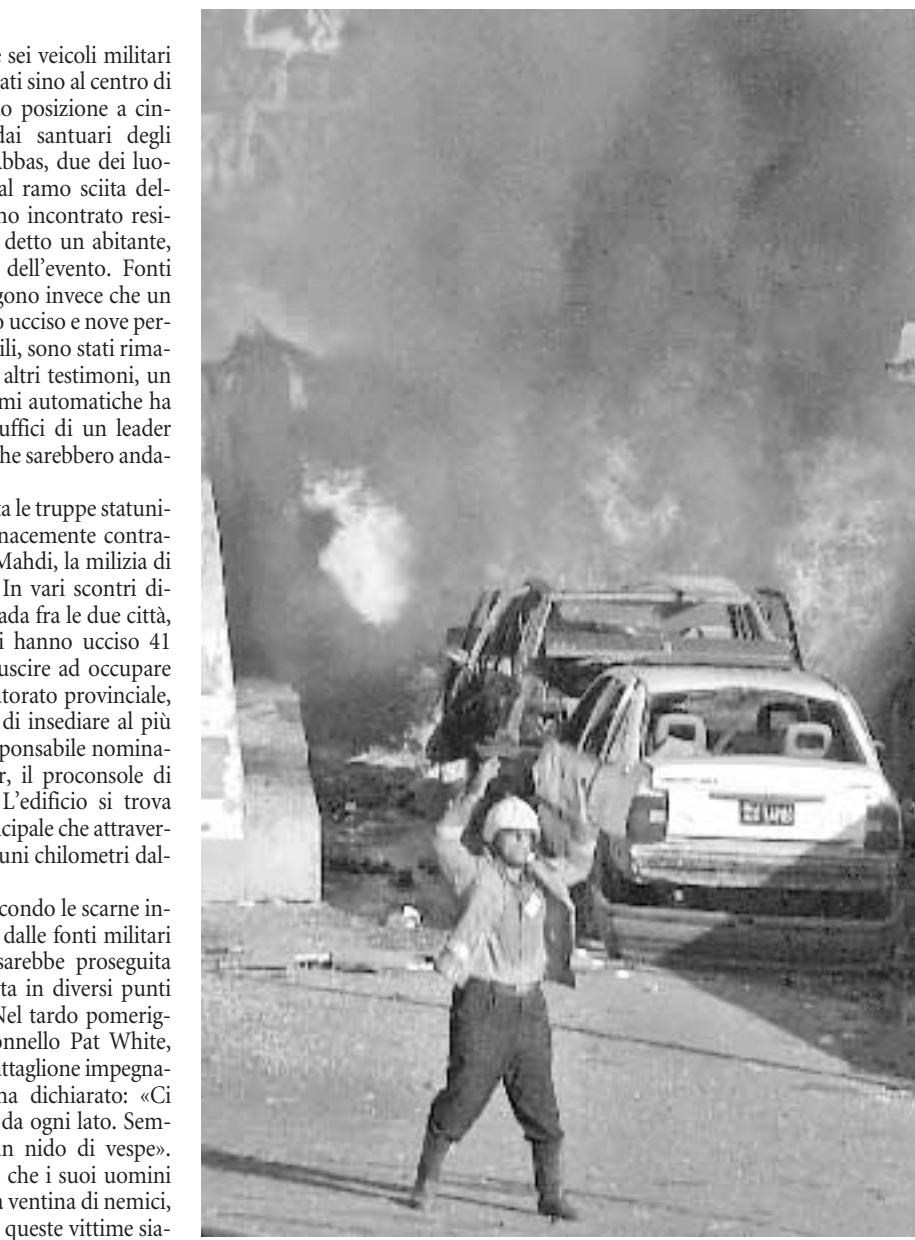 e sei veicoli militari
ati sino al centro di
o posizione a cin-
dai santuari degli
Abbas, due dei luo-
al ramo sciita del-
no incontrato resi-
detto un abitante,
dell'evento. Fonti
gono invece che un
o ucciso e nove per-
ili, sono stati rima-
altri testimoni, un
mi automatiche ha
uffici di un leader
he sarebbero anda-
ta le truppe statuni-
nacemente contra-
Mahdi, la milizia di
In vari scontri di-
ada fra le due città,
i hanno ucciso 41
uscire ad occupare
atorato provinciale,
di insediare al più
sponsabile nomina-
r, il proconsole di
L'edificio si trova
cipale che attraver-
uni chilometri dal-
condo le scarne in-
dalle fonti militari
sarebbe proseguita
ta in diversi punti
Nel tardo pomerig-
onnello Pat White,
attaglione impegna-
ha dichiarato: «Ci
da ogni lato. Sem-
un nido di vespe».
che i suoi uomini
a ventina di nemici,
queste vittime sia-